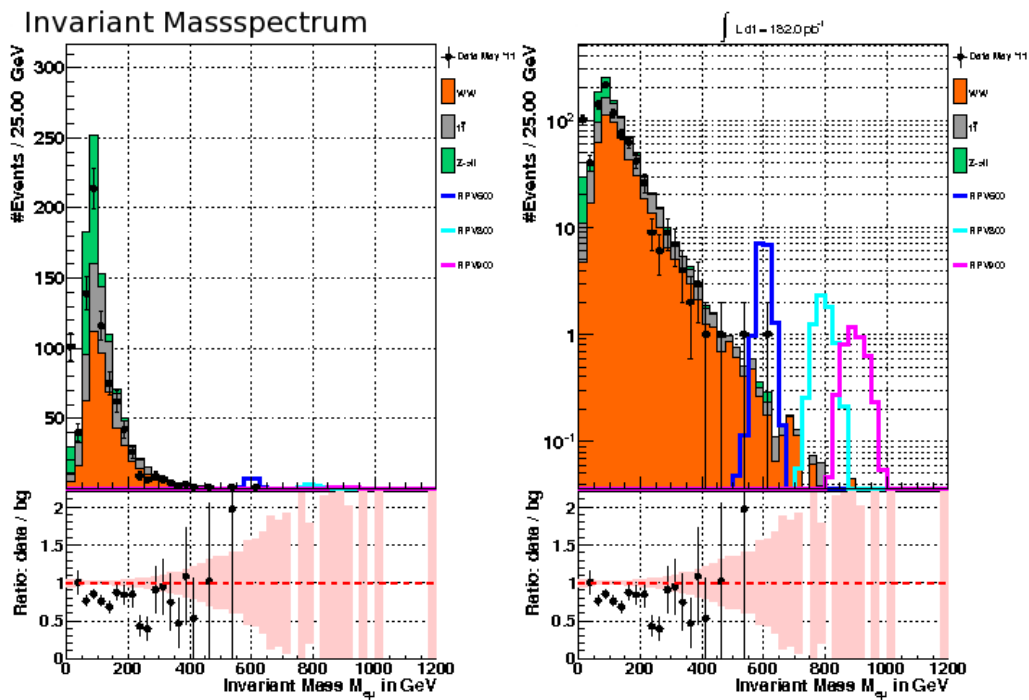 Invariant Massspectrum
∫ Ldt = 182.0 pb⁻¹
#Events / 25.00 GeV
300
250
200
150
100
50
Data May '11
WW
tt̄
Z->ll
RPV600
RPV800
RPV900
Ratio: data / bg
2
1.5
1
0.5
0
0 200 400 600 800 1000 1200
Invariant Mass M in GeV
#Events / 25.00 GeV
10²
10
1
10⁻¹
Data May '11
WW
tt̄
Z->ll
RPV600
RPV800
RPV900
Ratio: data / bg
2
1.5
1
0.5
0
0 200 400 600 800 1000 1200
Invariant Mass M in GeV